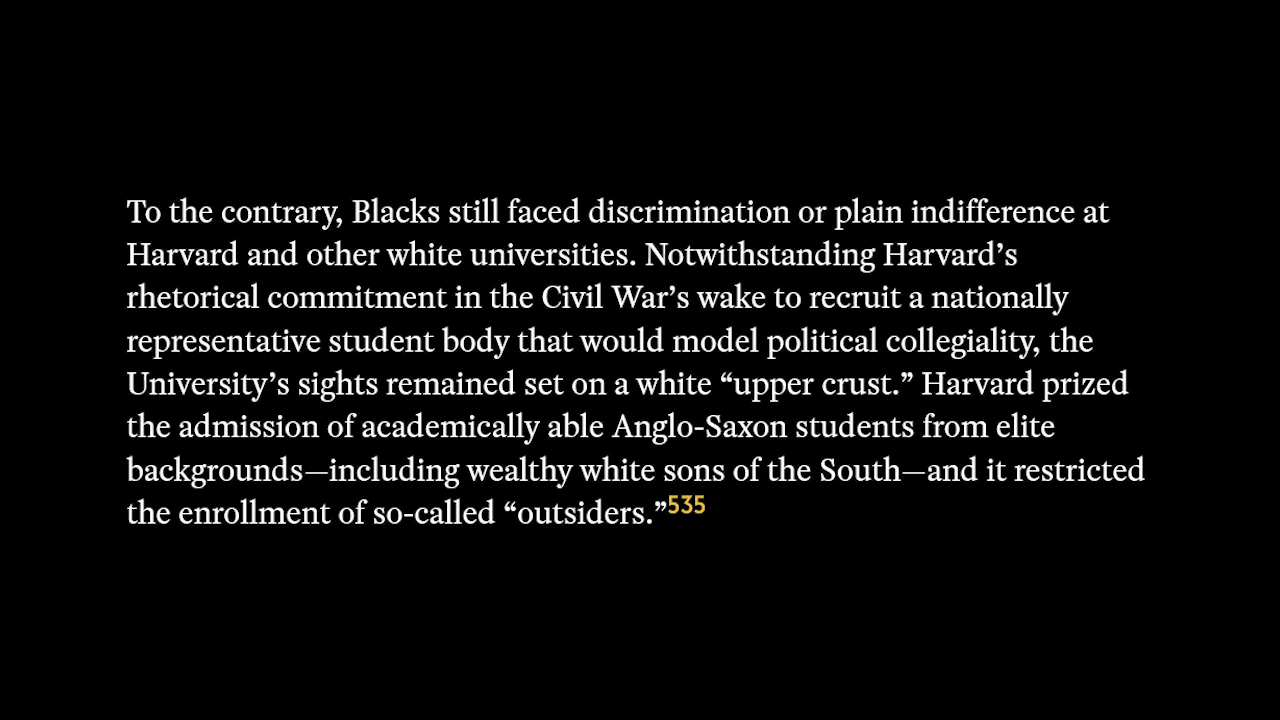 To the contrary, Blacks still faced discrimination or plain indifference at
Harvard and other white universities. Notwithstanding Harvard’s
rhetorical commitment in the Civil War’s wake to recruit a nationally
representative student body that would model political collegiality, the
University’s sights remained set on a white “upper crust.” Harvard prized
the admission of academically able Anglo-Saxon students from elite
backgrounds—including wealthy white sons of the South—and it restricted
the enrollment of so-called “outsiders.”535